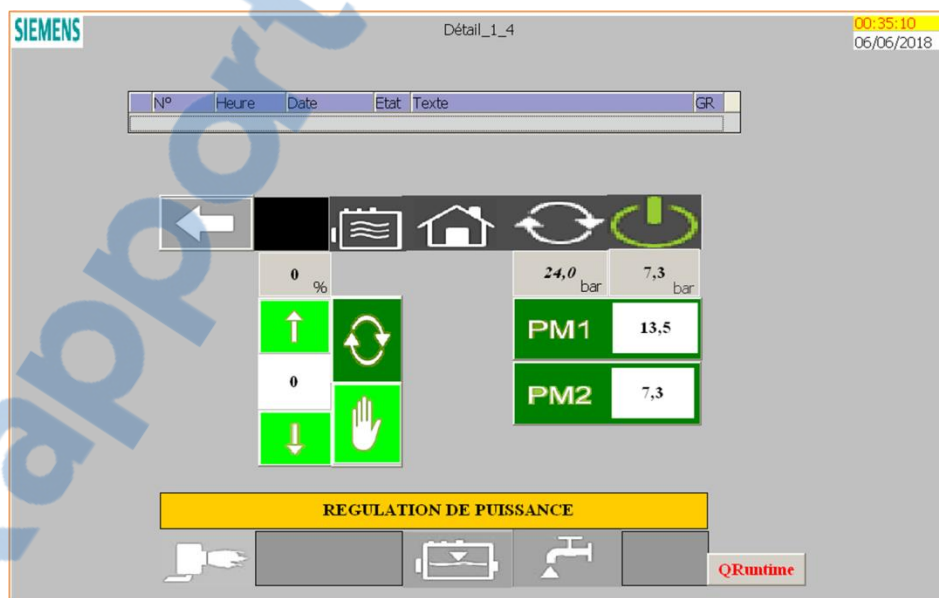 SIEMENS
Détail_1_4
00:35:10
06/06/2018
N° Heure Date Etat Texte GR
0 %
24,0 bar
7,3 bar
0
PM1 13,5
PM2 7,3
REGULATION DE PUISSANCE
QRuntime